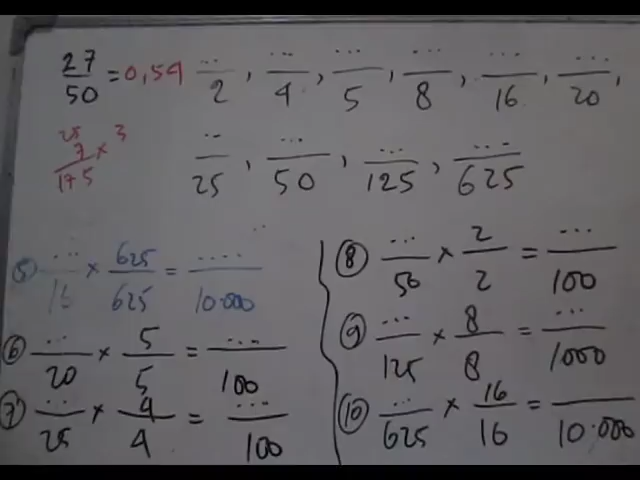 27/50 = 0,54 .../2 , .../4 , .../5 , .../8 , .../16 , .../20 ,
25 7 × 3 / 175 .../25 , .../50 , .../125 , .../625
⑤ .../16 × 625/625 = ..../10.000
⑥ .../20 × 5/5 = .../100
⑦ .../25 × 4/4 = .../100
⑧ .../50 × 2/2 = .../100
⑨ .../125 × 8/8 = .../1000
⑩ .../625 × 16/16 = .../10.000